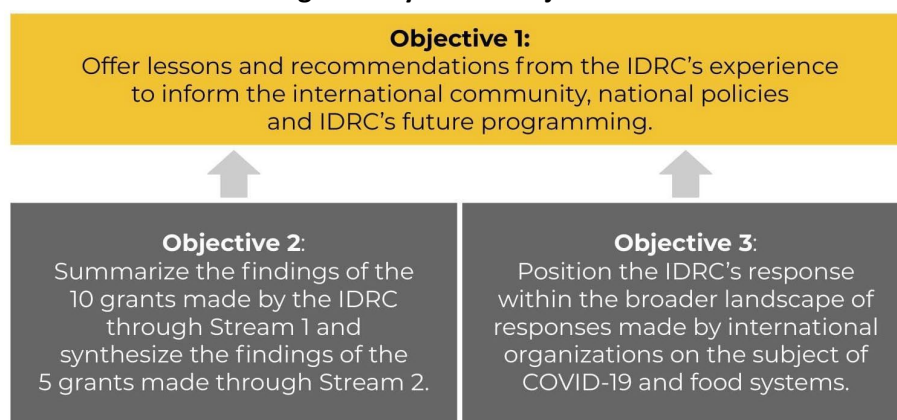 Objective 1:
Offer lessons and recommendations from the IDRC’s experience
to inform the international community, national policies
and IDRC’s future programming.
Objective 2:
Summarize the findings of the
10 grants made by the IDRC
through Stream 1 and
synthesize the findings of the
5 grants made through Stream 2.
Objective 3:
Position the IDRC’s response
within the broader landscape of
responses made by international
organizations on the subject of
COVID-19 and food systems.